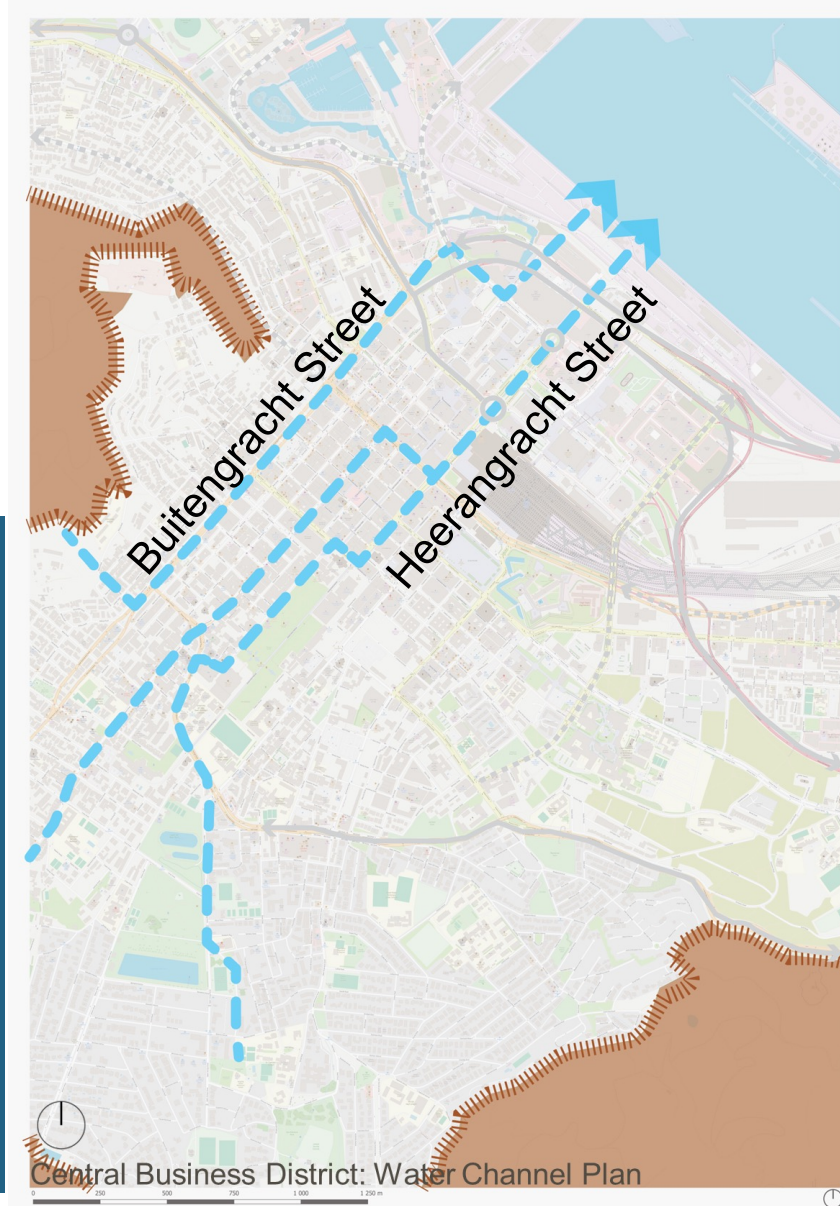 Buitengracht Street
Heerangracht Street
Central Business District: Water Channel Plan
0 250 500 750 1 000 1 250 m